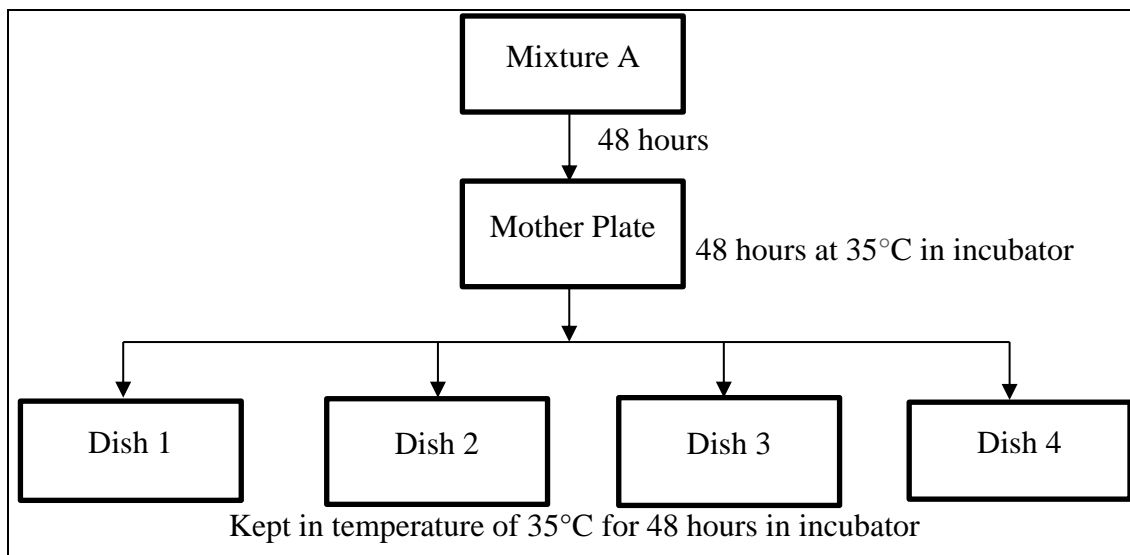 Mixture A
48 hours
Mother Plate
48 hours at 35°C in incubator
Dish 1
Dish 2
Dish 3
Dish 4
Kept in temperature of 35°C for 48 hours in incubator